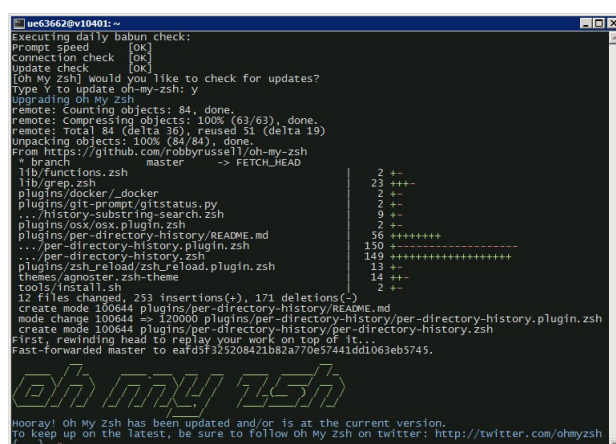 ue63662@v10401: ~
Executing daily babun check:
Prompt speed [OK]
Connection check [OK]
Update check [OK]
[Oh My Zsh] Would you like to check for updates?
Type Y to update oh-my-zsh: y
Upgrading Oh My Zsh
remote: Counting objects: 84, done.
remote: Compressing objects: 100% (63/63), done.
remote: Total 84 (delta 36), reused 51 (delta 19)
Unpacking objects: 100% (84/84), done.
From https://github.com/robbyrussell/oh-my-zsh
* branch master -> FETCH_HEAD
lib/functions.zsh | 2 +-
lib/grep.zsh | 23 +++-
plugins/docker/_docker | 2 +-
plugins/git-prompt/gitstatus.py | 2 +-
.../history-substring-search.zsh | 9 +-
plugins/osx/osx.plugin.zsh | 2 +-
plugins/per-directory-history/README.md | 56 ++++++++
.../per-directory-history.plugin.zsh | 150 +-------------------
.../per-directory-history.zsh | 149 +++++++++++++++++++
plugins/zsh_reload/zsh_reload.plugin.zsh | 13 +-
themes/agnoster.zsh-theme | 14 ++-
tools/install.sh | 2 +-
12 files changed, 253 insertions(+), 171 deletions(-)
create mode 100644 plugins/per-directory-history/README.md
mode change 100644 => 120000 plugins/per-directory-history/per-directory-history.plugin.zsh
create mode 100644 plugins/per-directory-history/per-directory-history.zsh
First, rewinding head to replay your work on top of it...
Fast-forwarded master to eafd5f325208421b82a770e57441dd1063eb5745.
oh my zsh
Hooray! Oh My Zsh has been updated and/or is at the current version.
To keep up on the latest, be sure to follow Oh My Zsh on twitter: http://twitter.com/ohmyzsh